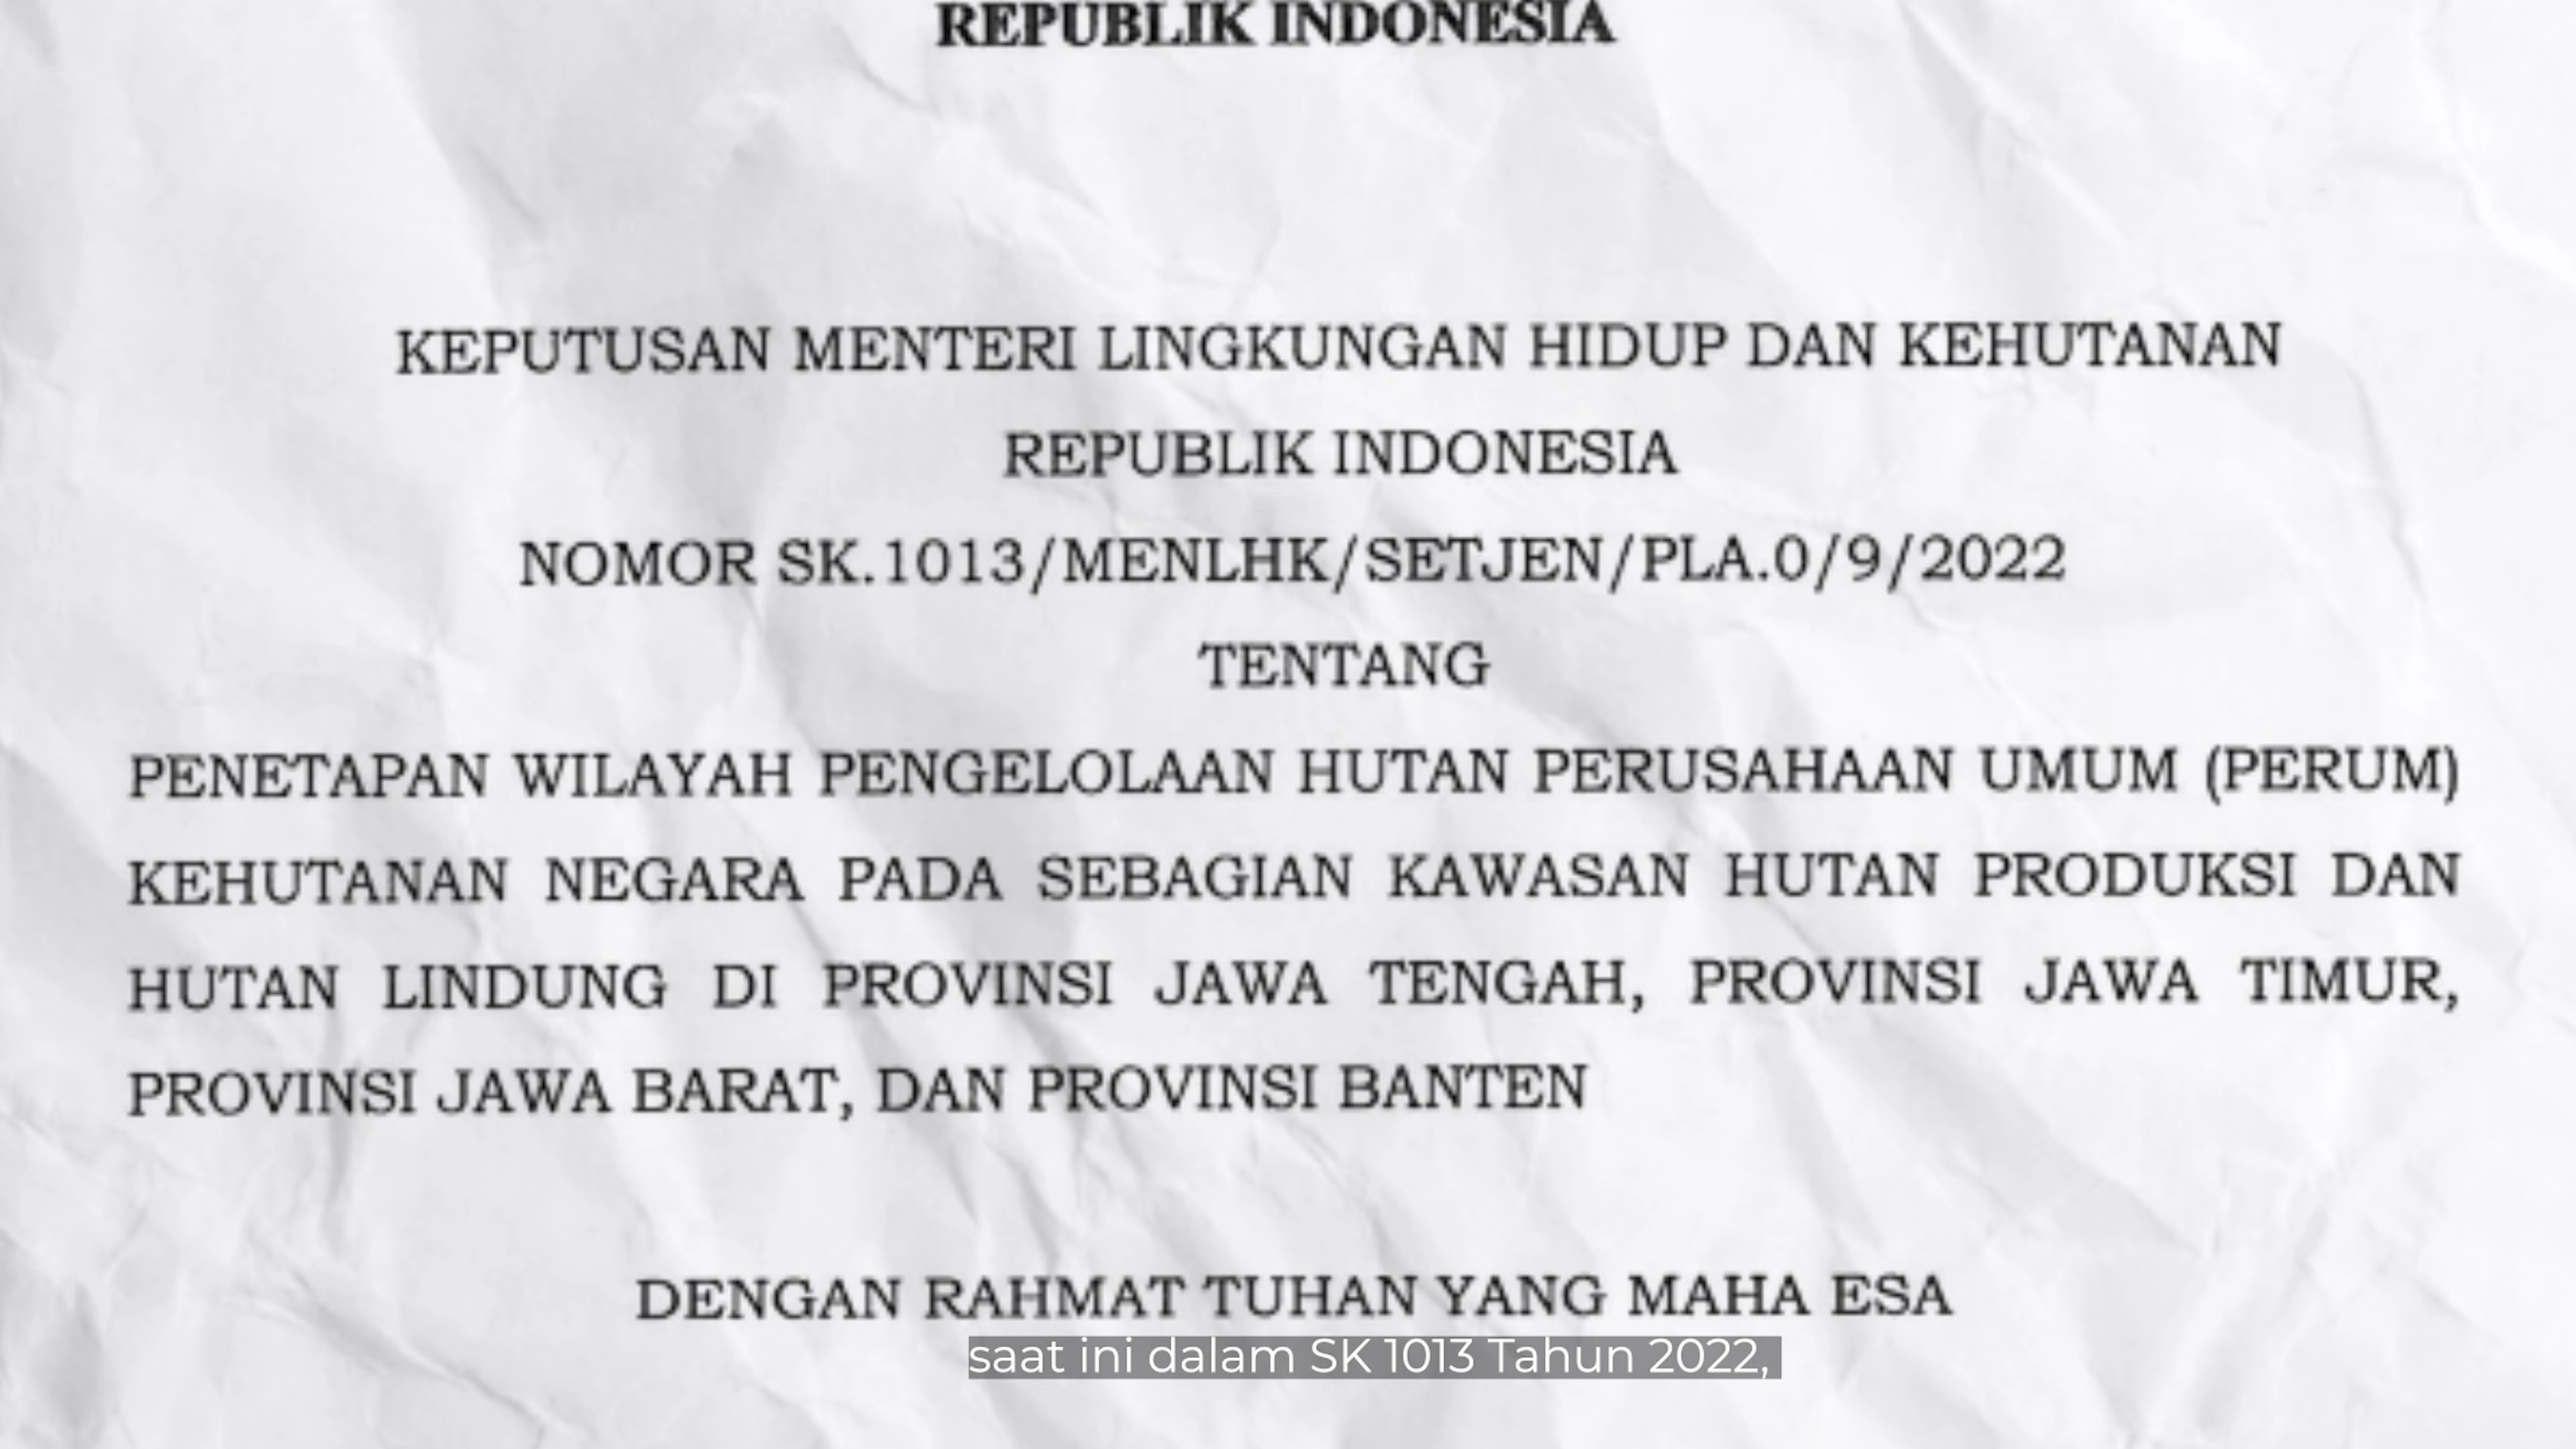 REPUBLIK INDONESIA
KEPUTUSAN MENTERI LINGKUNGAN HIDUP DAN KEHUTANAN
REPUBLIK INDONESIA
NOMOR SK.1013/MENLHK/SETJEN/PLA.0/9/2022
TENTANG
PENETAPAN WILAYAH PENGELOLAAN HUTAN PERUSAHAAN UMUM (PERUM)
KEHUTANAN NEGARA PADA SEBAGIAN KAWASAN HUTAN PRODUKSI DAN
HUTAN LINDUNG DI PROVINSI JAWA TENGAH, PROVINSI JAWA TIMUR,
PROVINSI JAWA BARAT, DAN PROVINSI BANTEN
DENGAN RAHMAT TUHAN YANG MAHA ESA
saat ini dalam SK 1013 Tahun 2022,